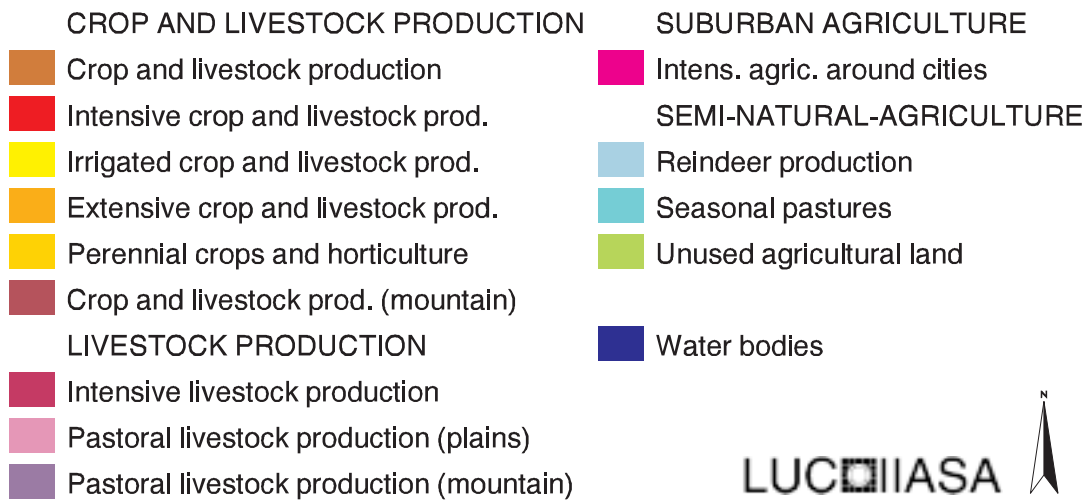 CROP AND LIVESTOCK PRODUCTION
Crop and livestock production
Intensive crop and livestock prod.
Irrigated crop and livestock prod.
Extensive crop and livestock prod.
Perennial crops and horticulture
Crop and livestock prod. (mountain)
LIVESTOCK PRODUCTION
Intensive livestock production
Pastoral livestock production (plains)
Pastoral livestock production (mountain)
SUBURBAN AGRICULTURE
Intens. agric. around cities
SEMI-NATURAL-AGRICULTURE
Reindeer production
Seasonal pastures
Unused agricultural land
Water bodies
N
LUC IIASA